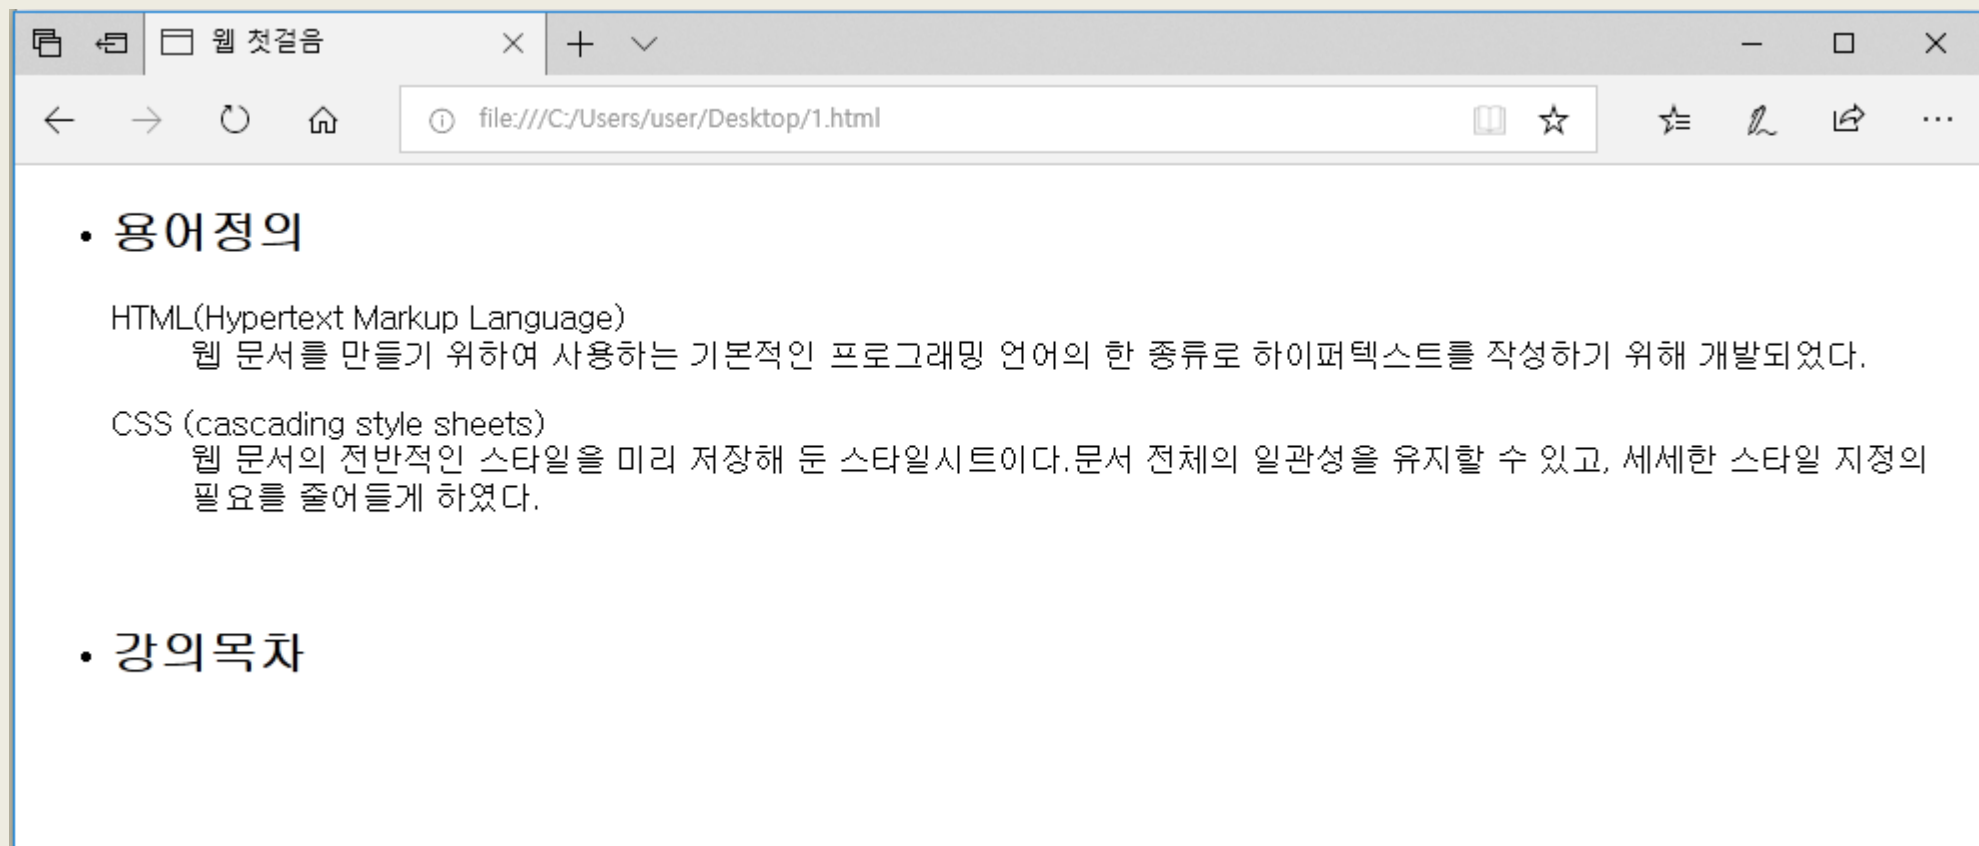 웹 첫걸음
file:///C:/Users/user/Desktop/1.html
• 용어정의
HTML(Hypertext Markup Language)
웹 문서를 만들기 위하여 사용하는 기본적인 프로그래밍 언어의 한 종류로 하이퍼텍스트를 작성하기 위해 개발되었다.
CSS (cascading style sheets)
웹 문서의 전반적인 스타일을 미리 저장해 둔 스타일시트이다.문서 전체의 일관성을 유지할 수 있고, 세세한 스타일 지정의
필요를 줄어들게 하였다.
• 강의목차